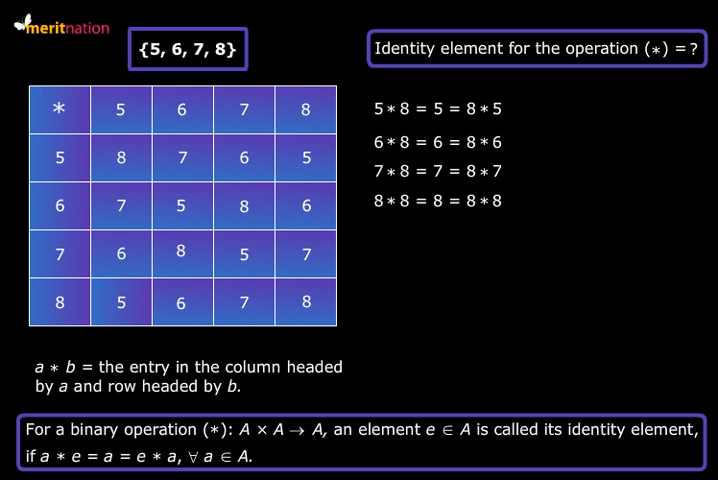 meritnation
{5, 6, 7, 8}
Identity element for the operation (*) = ?
* 5 6 7 8
5 8 7 6 5
6 7 5 8 6
7 6 8 5 7
8 5 6 7 8
5 * 8 = 5 = 8 * 5
6 * 8 = 6 = 8 * 6
7 * 8 = 7 = 8 * 7
8 * 8 = 8 = 8 * 8
a * b = the entry in the column headed
by a and row headed by b.
For a binary operation (*): A × A → A, an element e ∈ A is called its identity element,
if a * e = a = e * a, ∀ a ∈ A.